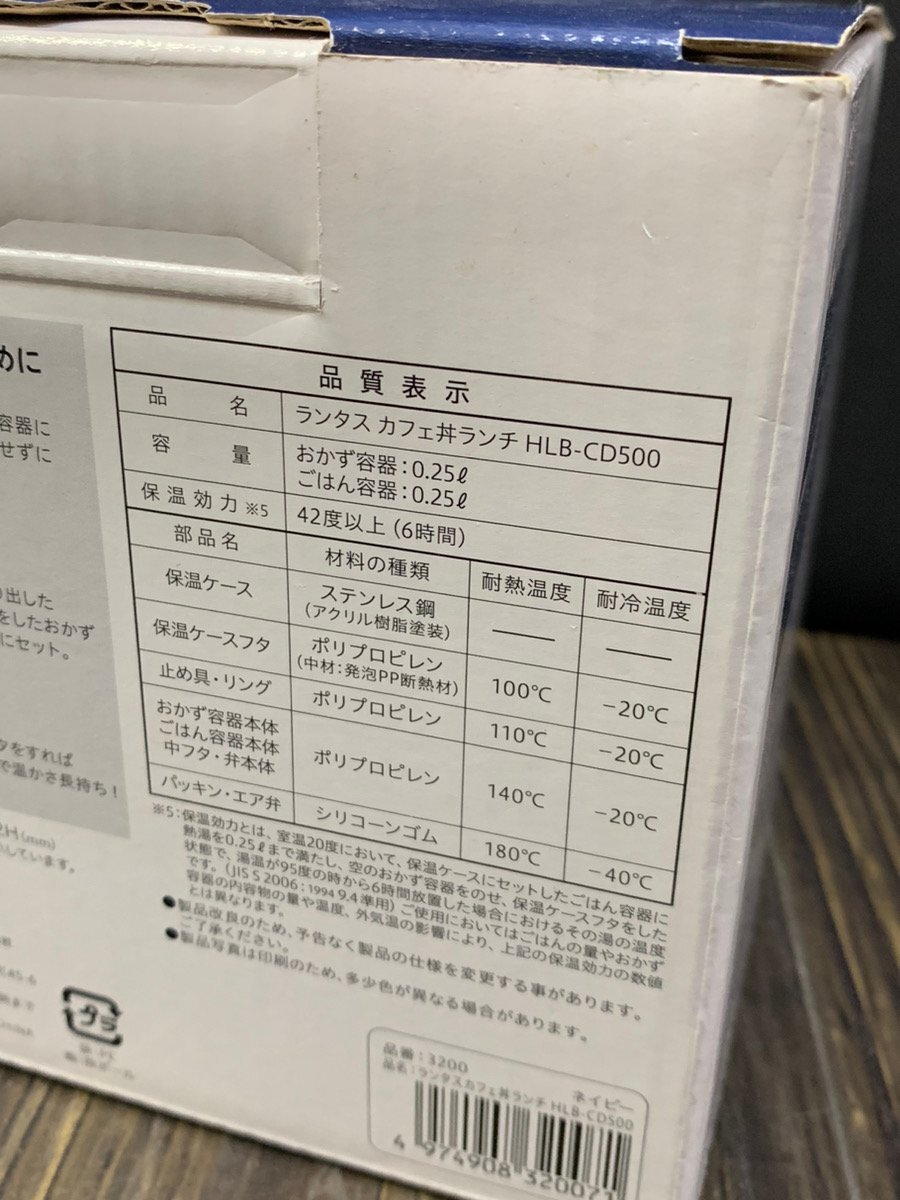 めに
容器に
せずに
り出した
をしたおかず
にセット。
タをすれば
で温かさ長持ち!
2H(mm)
しています。
品質表示
品名 ランタス カフェ丼ランチ HLB-CD500
容量 おかず容器:0.25ℓ
ごはん容器:0.25ℓ
保温効力※5 42度以上(6時間)
部品名 材料の種類 耐熱温度 耐冷温度
保温ケース ステンレス鋼
(アクリル樹脂塗装) ── ──
保温ケースフタ ポリプロピレン
(中材:発泡PP断熱材) 100℃ −20℃
止め具・リング ポリプロピレン 110℃ −20℃
おかず容器本体
ごはん容器本体
中フタ・弁本体 ポリプロピレン 140℃ −20℃
パッキン・エア弁 シリコーンゴム 180℃ −40℃
※5:保温効力とは、室温20度において、保温ケースにセットしたごはん容器に
熱湯を0.25ℓまで満たし、空のおかず容器をのせ、保温ケースフタをした
状態で、湯温が95度の時から6時間放置した場合におけるその湯の温度
です。(JIS S 2006:1994 9.4準用)ご使用においてはごはんの量やおかず
容器の内容物の量や温度、外気温の影響により、上記の保温効力の数値
とは異なります。
●製品改良のため、予告なく製品の仕様を変更する事があります。
ご了承ください。
●製品写真は印刷のため、多少色が異なる場合があります。
プラ
品番:3200 ネイビー
品名:ランタスカフェ丼ランチ HLB-CD500
4 974908 320071